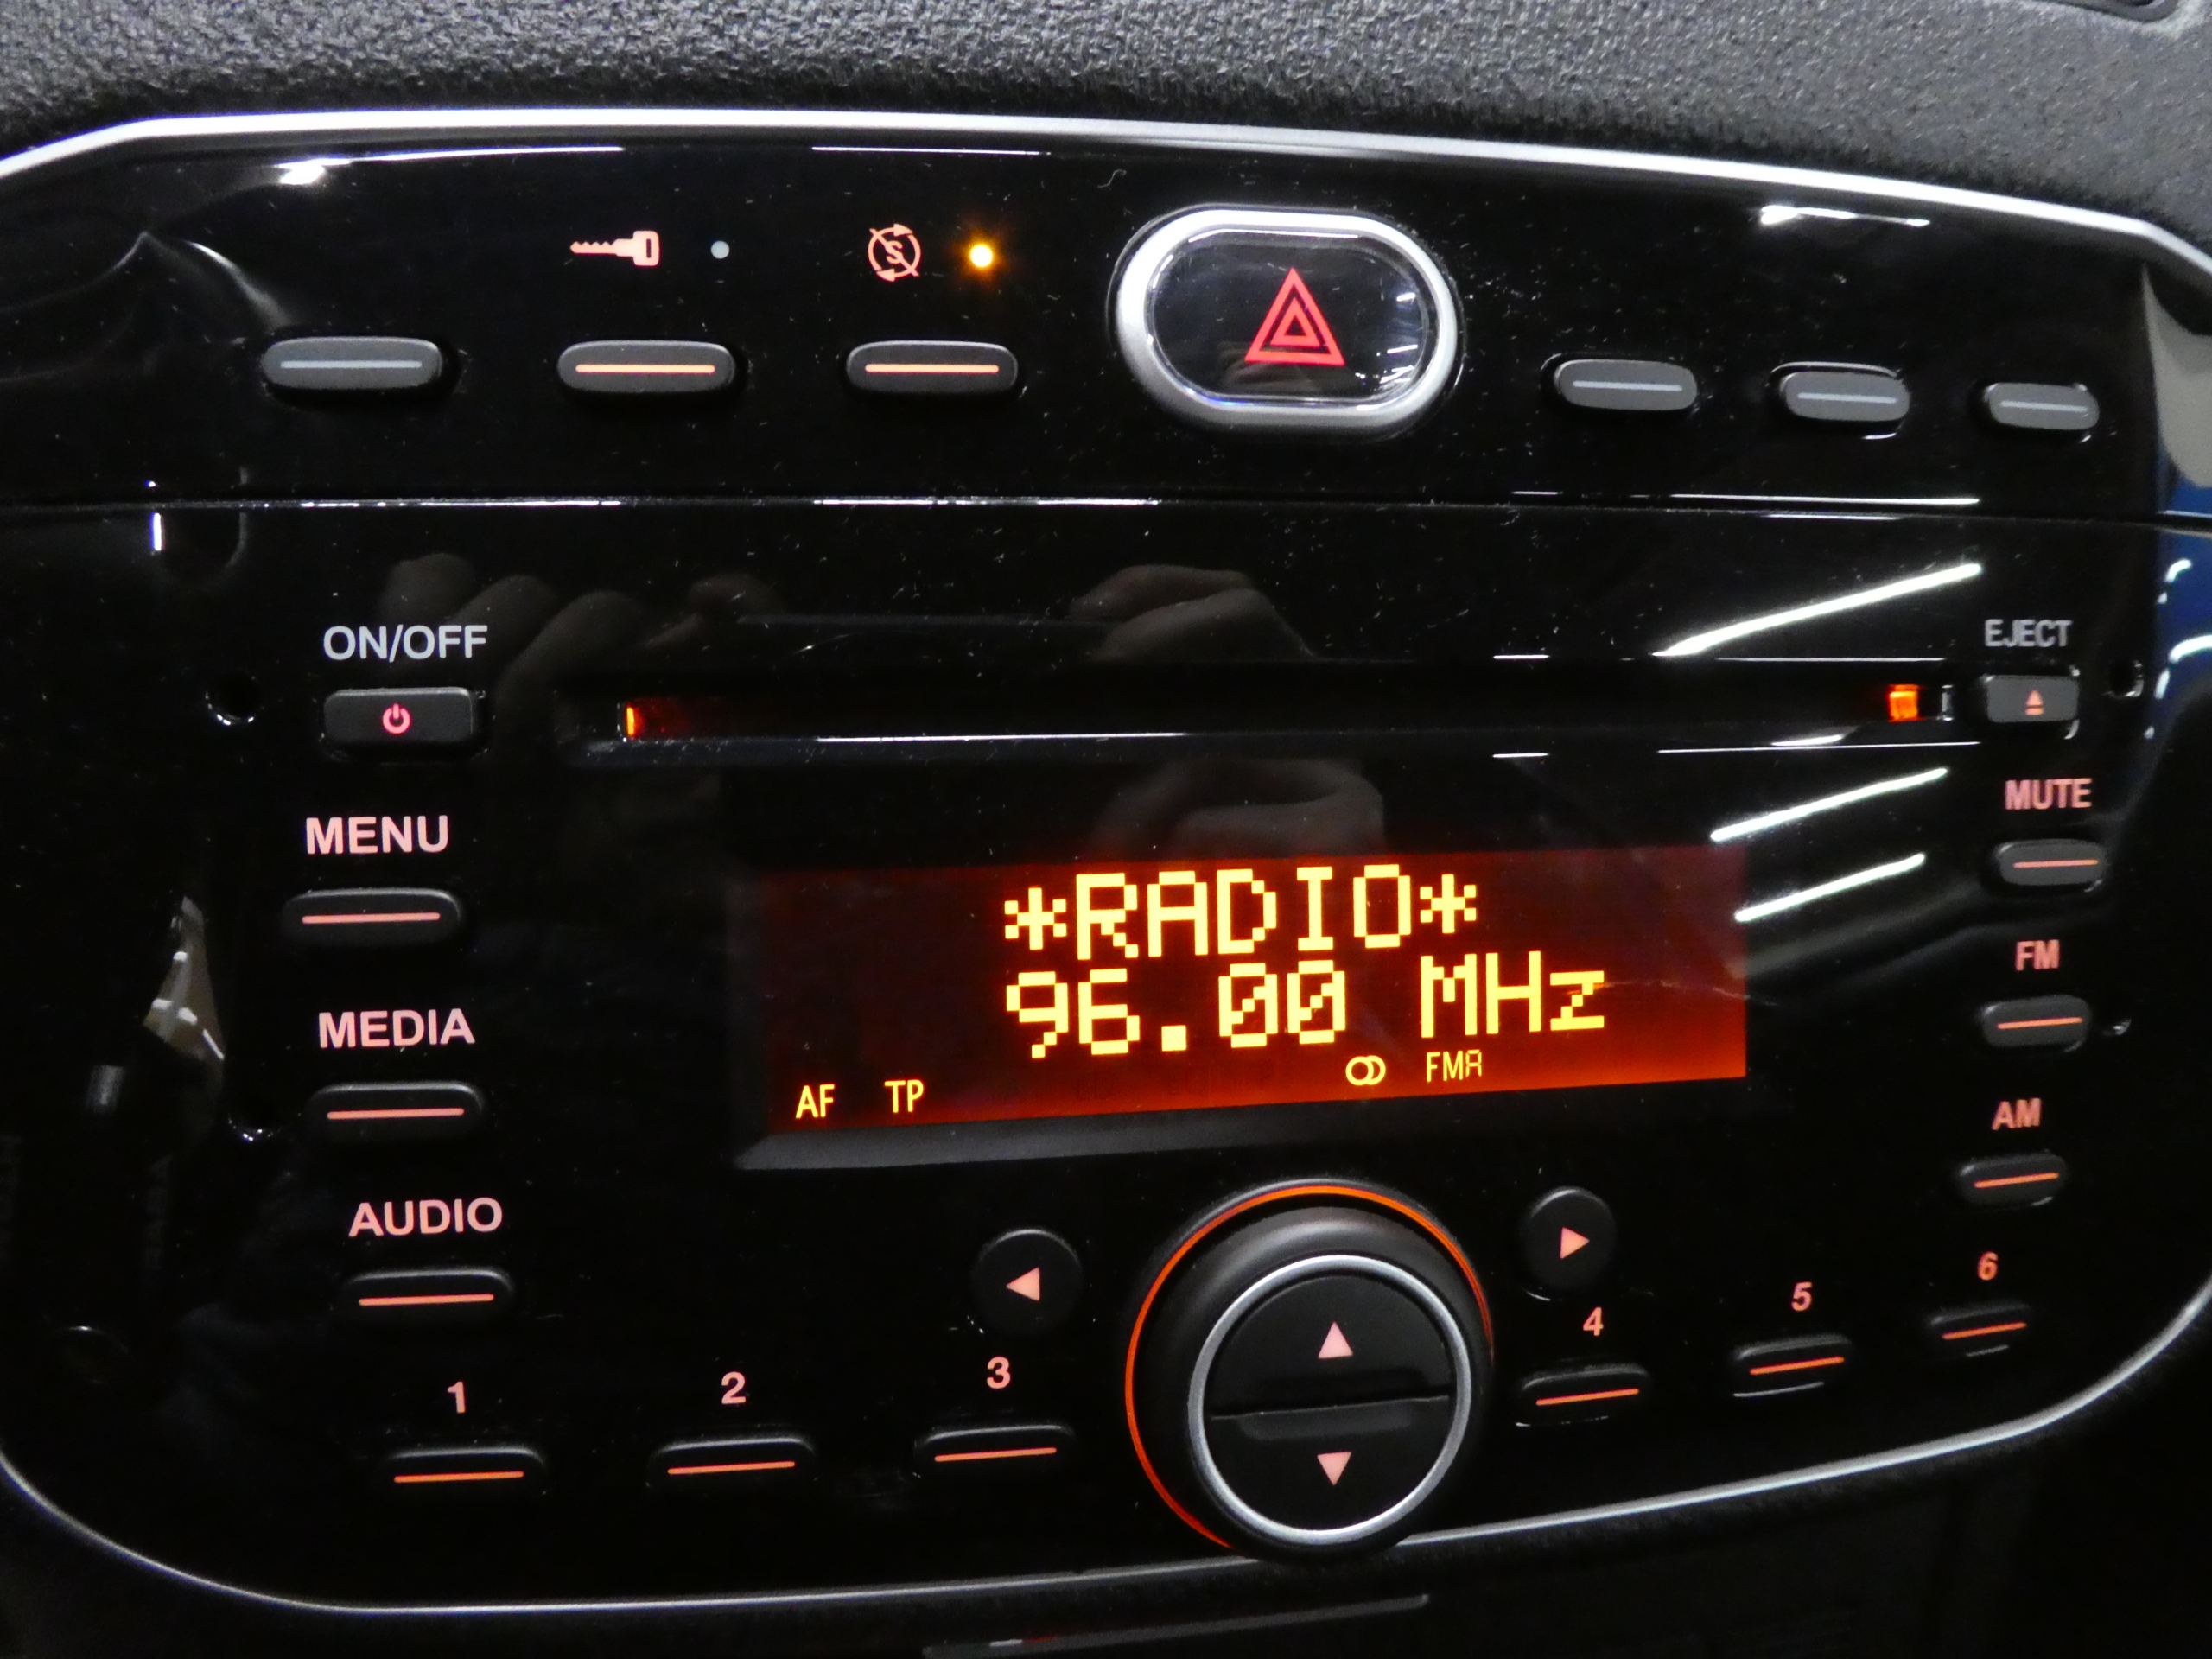 S
ON/OFF
EJECT
MENU
MUTE
*RADIO*
96.00 MHz
FM
MEDIA
AF TP FMA
AM
AUDIO
1 2 3 4 5 6